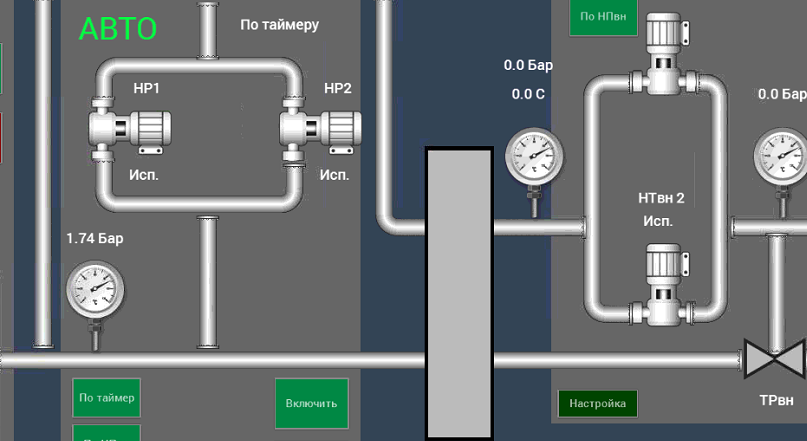 АВТО
По таймеру
По НПвн
0.0 Бар
0.0 С
0.0 Бар
НР1
НР2
Исп.
Исп.
НТвн 2
Исп.
1.74 Бар
По таймер
Включить
Настройка
ТРвн